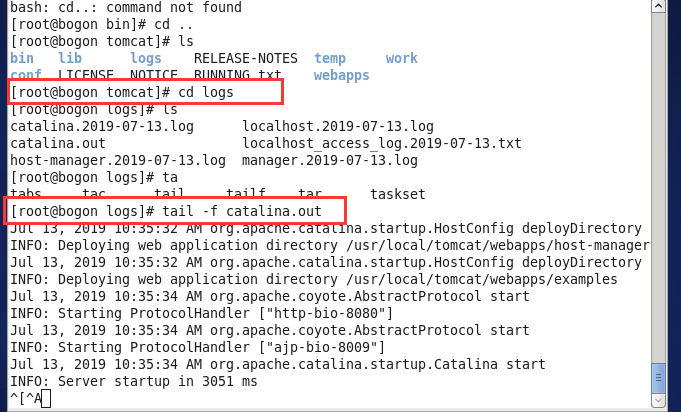 bash: cd..: command not found
[root@bogon bin]# cd ..
[root@bogon tomcat]# ls
bin   lib      logs    RELEASE-NOTES  temp     work
conf  LICENSE  NOTICE  RUNNING.txt    webapps
[root@bogon tomcat]# cd logs
[root@bogon logs]# ls
catalina.2019-07-13.log      localhost.2019-07-13.log
catalina.out                 localhost_access_log.2019-07-13.txt
host-manager.2019-07-13.log  manager.2019-07-13.log
[root@bogon logs]# ta
tabs     tac      tail     tailf    tar      taskset
[root@bogon logs]# tail -f catalina.out
Jul 13, 2019 10:35:32 AM org.apache.catalina.startup.HostConfig deployDirectory
INFO: Deploying web application directory /usr/local/tomcat/webapps/host-manager
Jul 13, 2019 10:35:32 AM org.apache.catalina.startup.HostConfig deployDirectory
INFO: Deploying web application directory /usr/local/tomcat/webapps/examples
Jul 13, 2019 10:35:34 AM org.apache.coyote.AbstractProtocol start
INFO: Starting ProtocolHandler ["http-bio-8080"]
Jul 13, 2019 10:35:34 AM org.apache.coyote.AbstractProtocol start
INFO: Starting ProtocolHandler ["ajp-bio-8009"]
Jul 13, 2019 10:35:34 AM org.apache.catalina.startup.Catalina start
INFO: Server startup in 3051 ms
^[^A